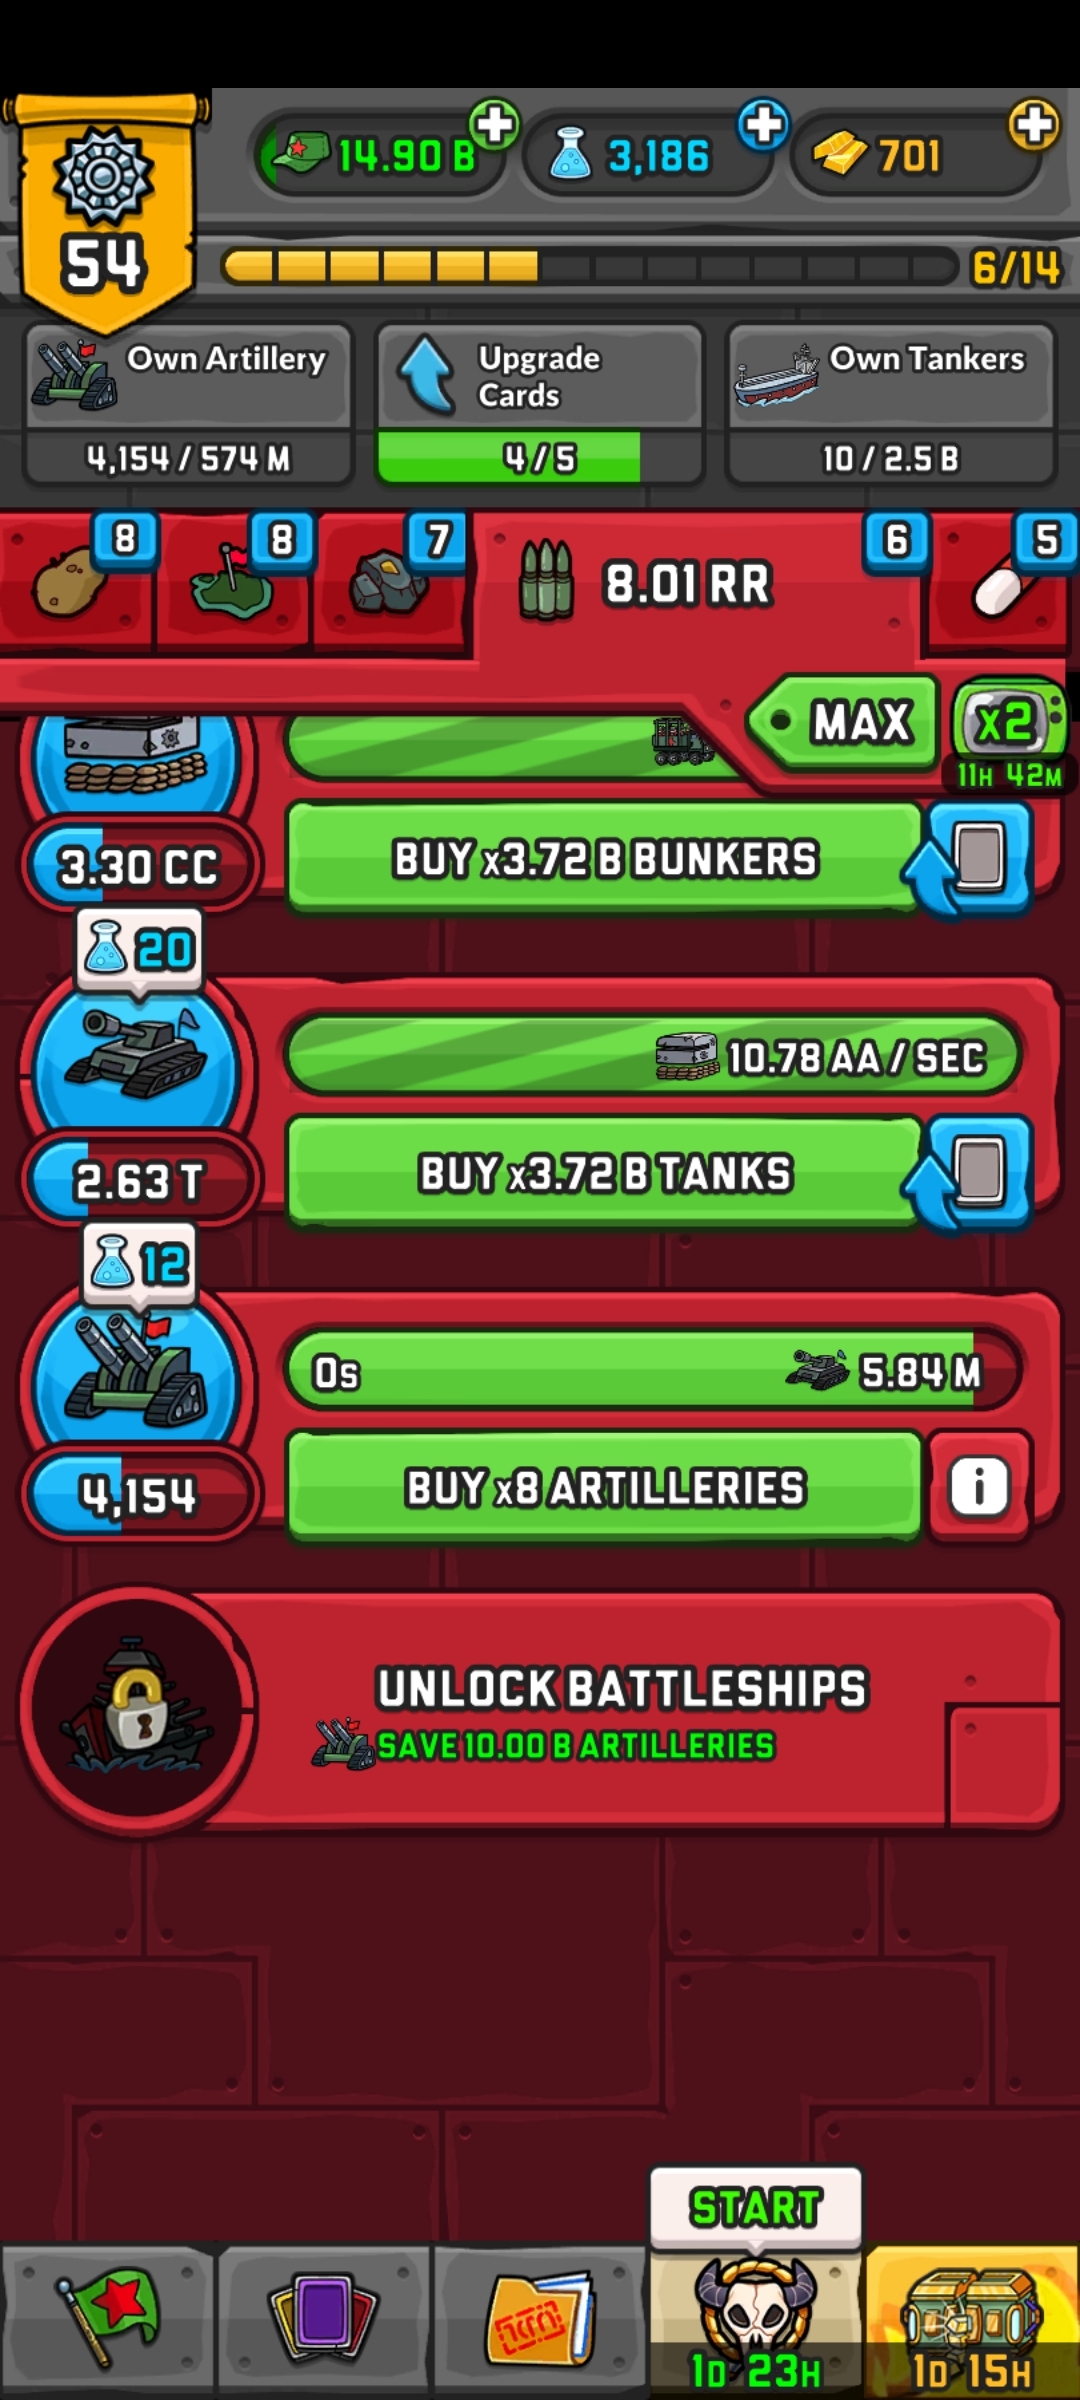 54
14.90 B
3,186
701
6/14
Own Artillery
4,154 / 574 M
Upgrade
Cards
4 / 5
Own Tankers
10 / 2.5 B
8
8
7
8.01 RR
6
5
MAX
x2
11H 42M
3.30 CC
BUY x3.72 B BUNKERS
20
10.78 AA / SEC
2.63 T
BUY x3.72 B TANKS
12
0s
5.84 M
4,154
BUY x8 ARTILLERIES
i
UNLOCK BATTLESHIPS
SAVE 10.00 B ARTILLERIES
START
1D 23H
1D 15H